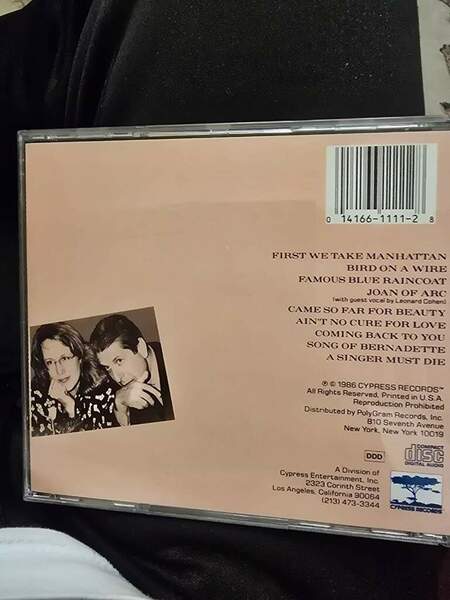 0 14166-1111-2 8
FIRST WE TAKE MANHATTAN
BIRD ON A WIRE
FAMOUS BLUE RAINCOAT
JOAN OF ARC
(with guest vocal by Leonard Cohen)
CAME SO FAR FOR BEAUTY
AIN'T NO CURE FOR LOVE
COMING BACK TO YOU
SONG OF BERNADETTE
A SINGER MUST DIE
℗ © 1986 CYPRESS RECORDS™
All Rights Reserved, Printed in U.S.A.
Reproduction Prohibited
Distributed by PolyGram Records, Inc.
810 Seventh Avenue
New York, New York 10019
DDD
COMPACT
disc
DIGITAL AUDIO
A Division of
Cypress Entertainment, Inc.
2323 Corinth Street
Los Angeles, California 90064
(213) 473-3344
CYPRESS RECORDS